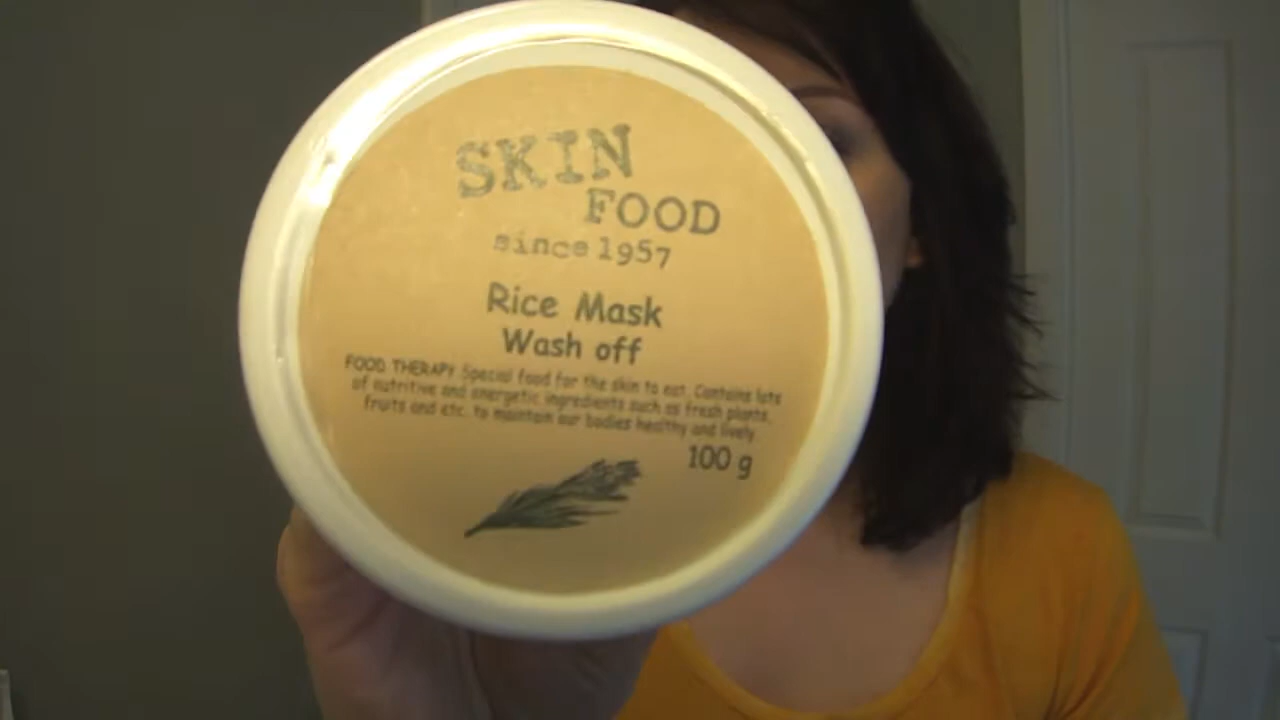 SKIN
FOOD
since 1957
Rice Mask
Wash off
FOOD THERAPY Special food for the skin to eat. Contains lots
of nutritive and energetic ingredients such as fresh plants,
fruits and etc. to maintain our bodies healthy and lively
100 g